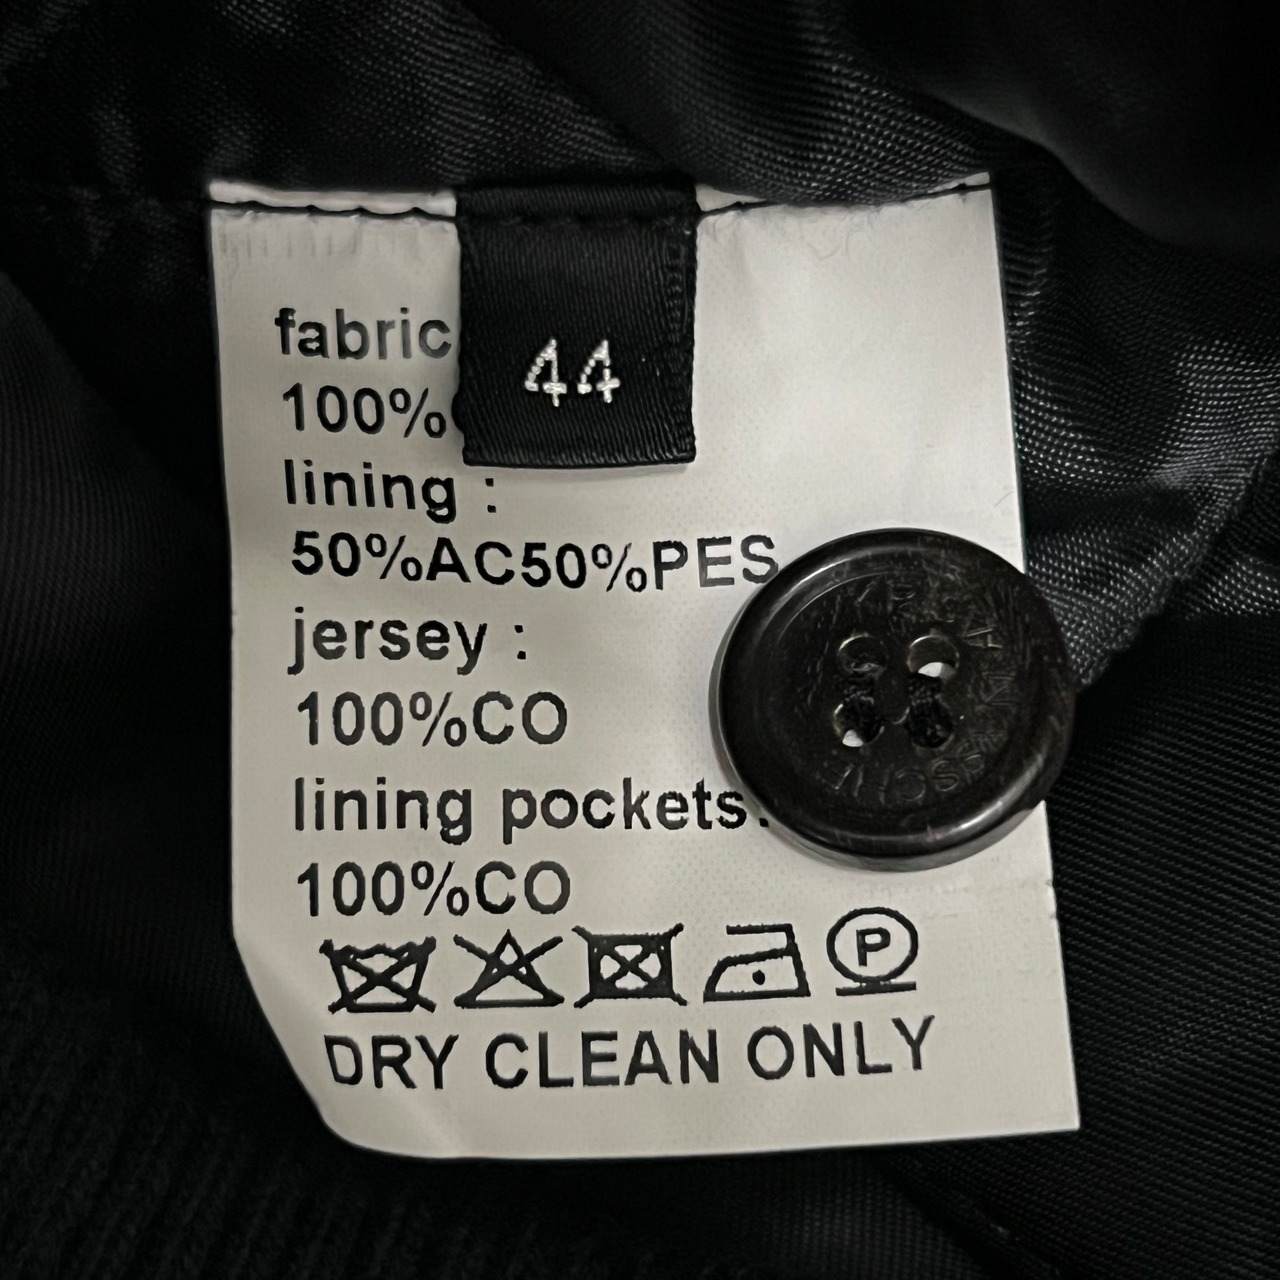 44
fabric
100%
lining :
50%AC50%PES
jersey :
100%CO
lining pockets:
100%CO
P
DRY CLEAN ONLY